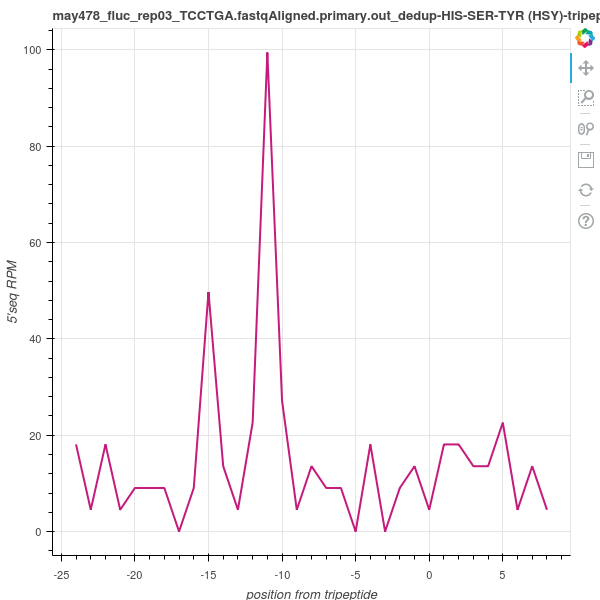 may478_fluc_rep03_TCCTGA.fastqAligned.primary.out_dedup-HIS-SER-TYR (HSY)-tripep
100
80
60
40
20
0
5'seq RPM
-25 -20 -15 -10 -5 0 5
position from tripeptide